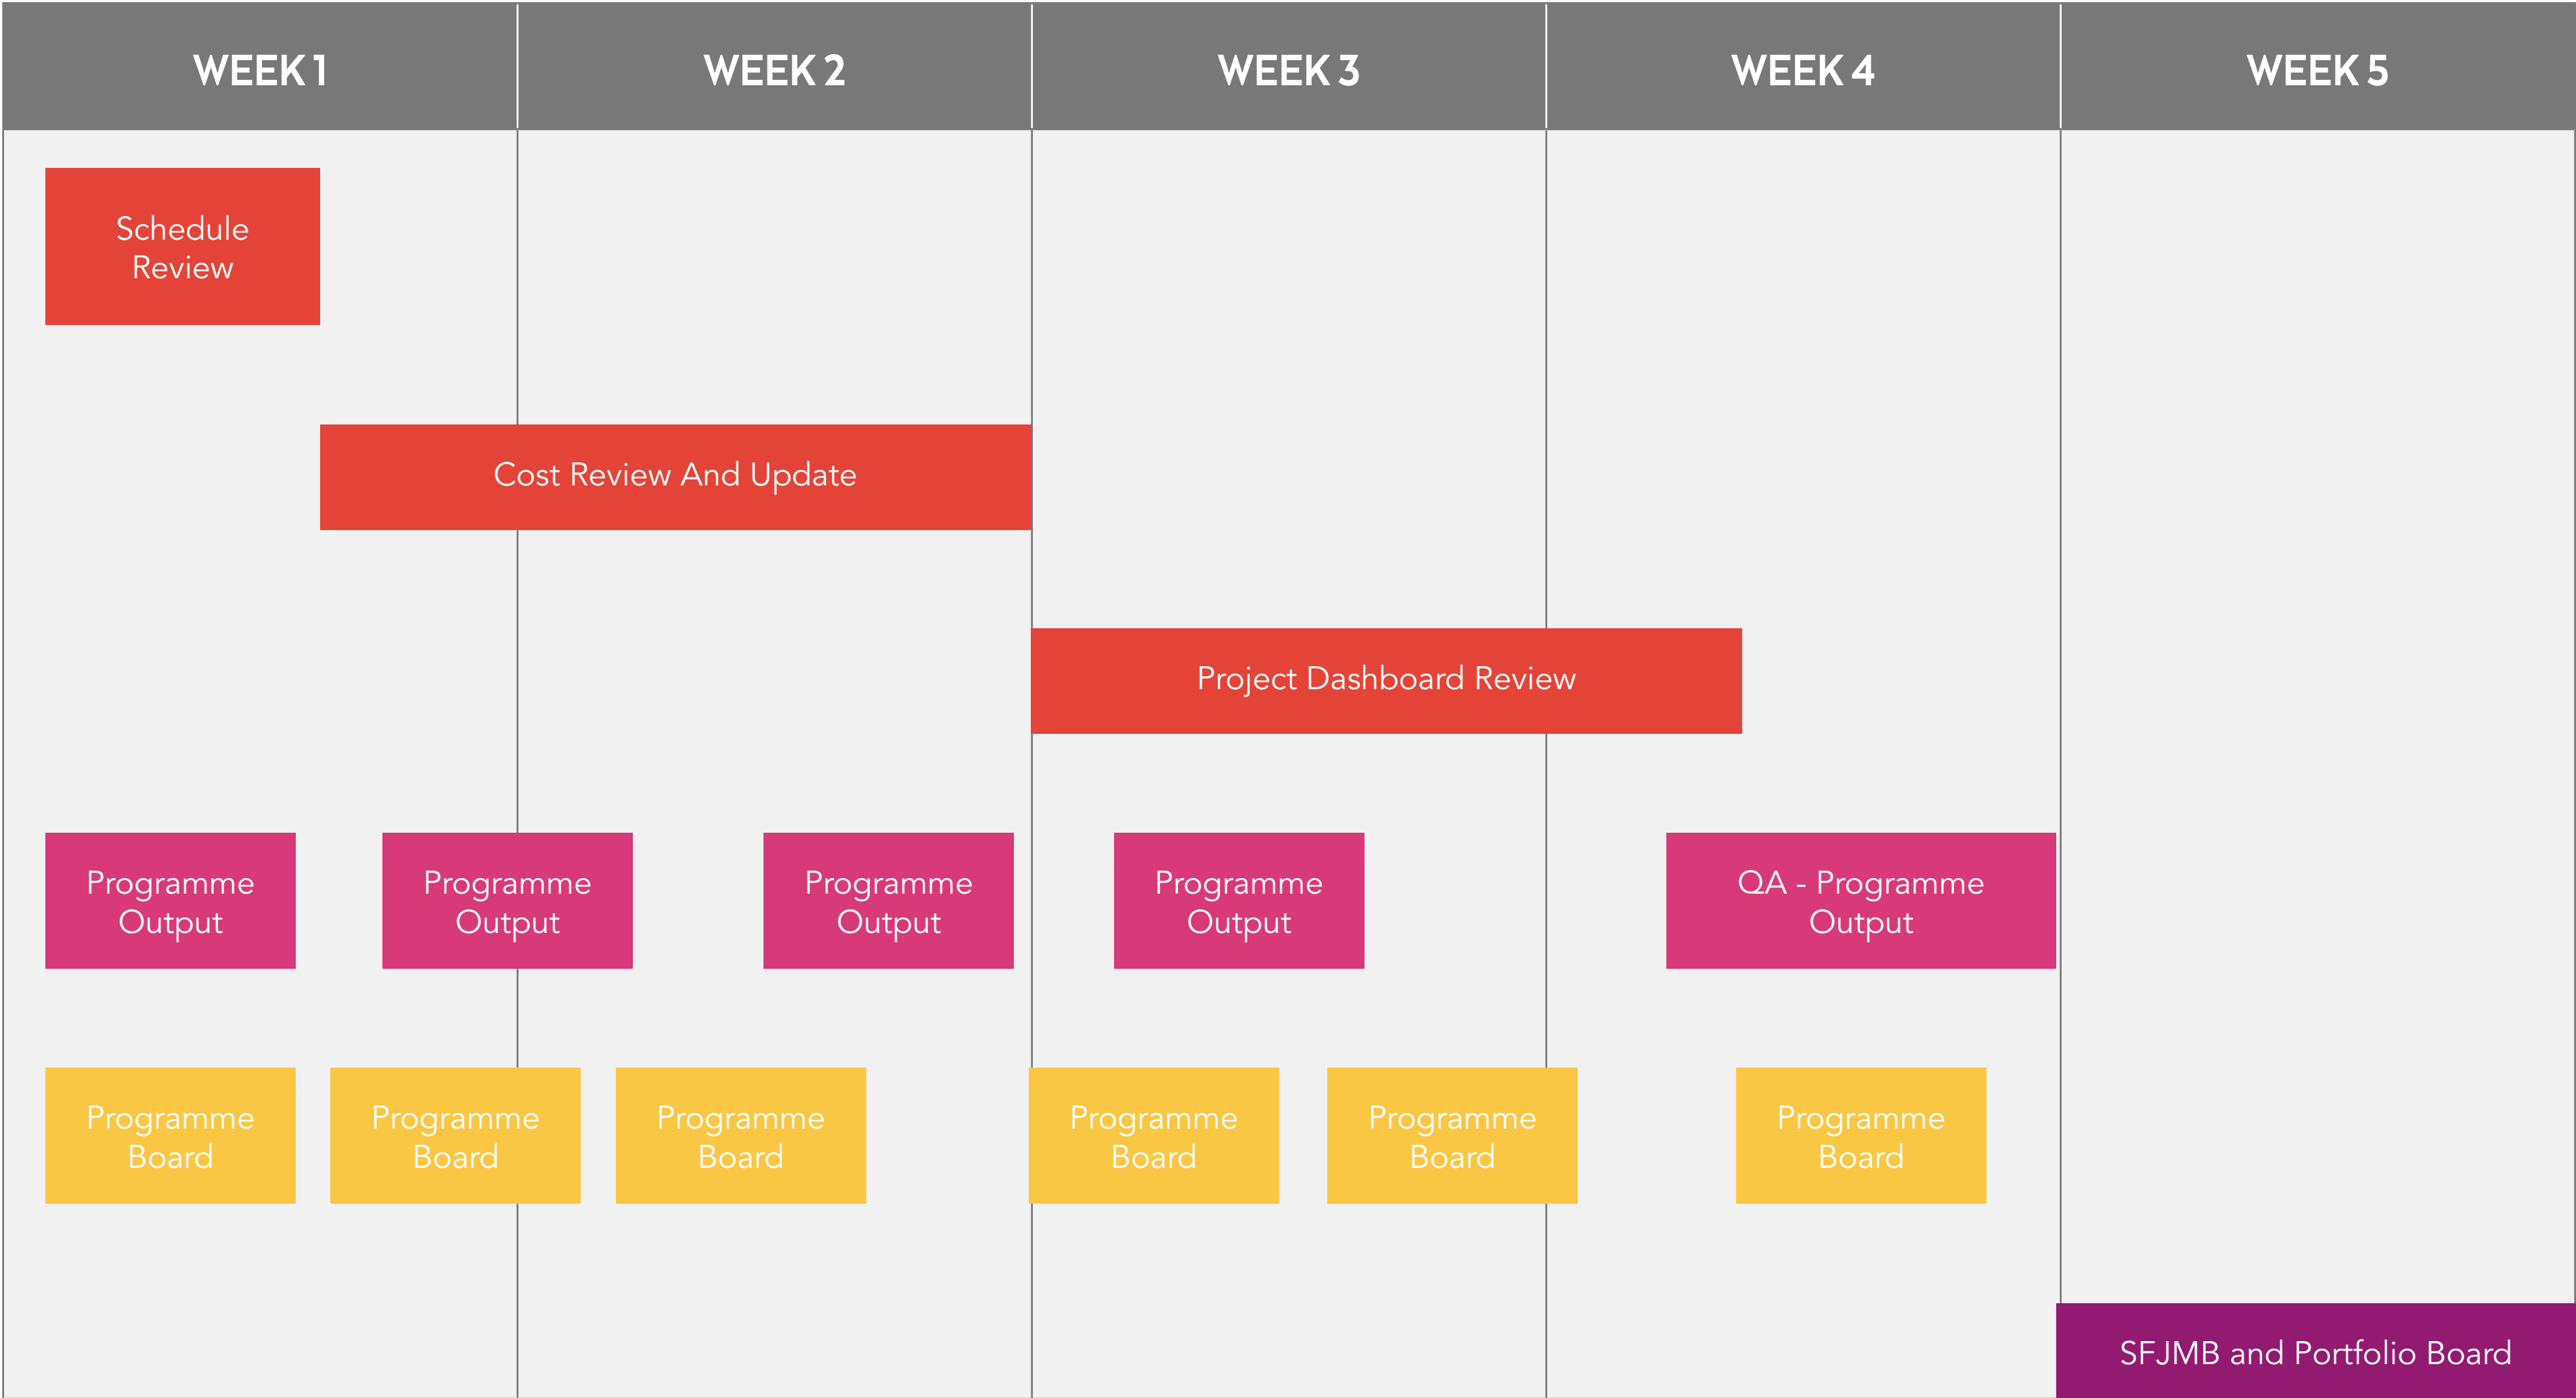 WEEK 1
WEEK 2
WEEK 3
WEEK 4
WEEK 5
Schedule
Review
Cost Review And Update
Project Dashboard Review
Programme
Output
Programme
Output
Programme
Output
Programme
Output
QA - Programme
Output
Programme
Board
Programme
Board
Programme
Board
Programme
Board
Programme
Board
Programme
Board
SFJMB and Portfolio Board